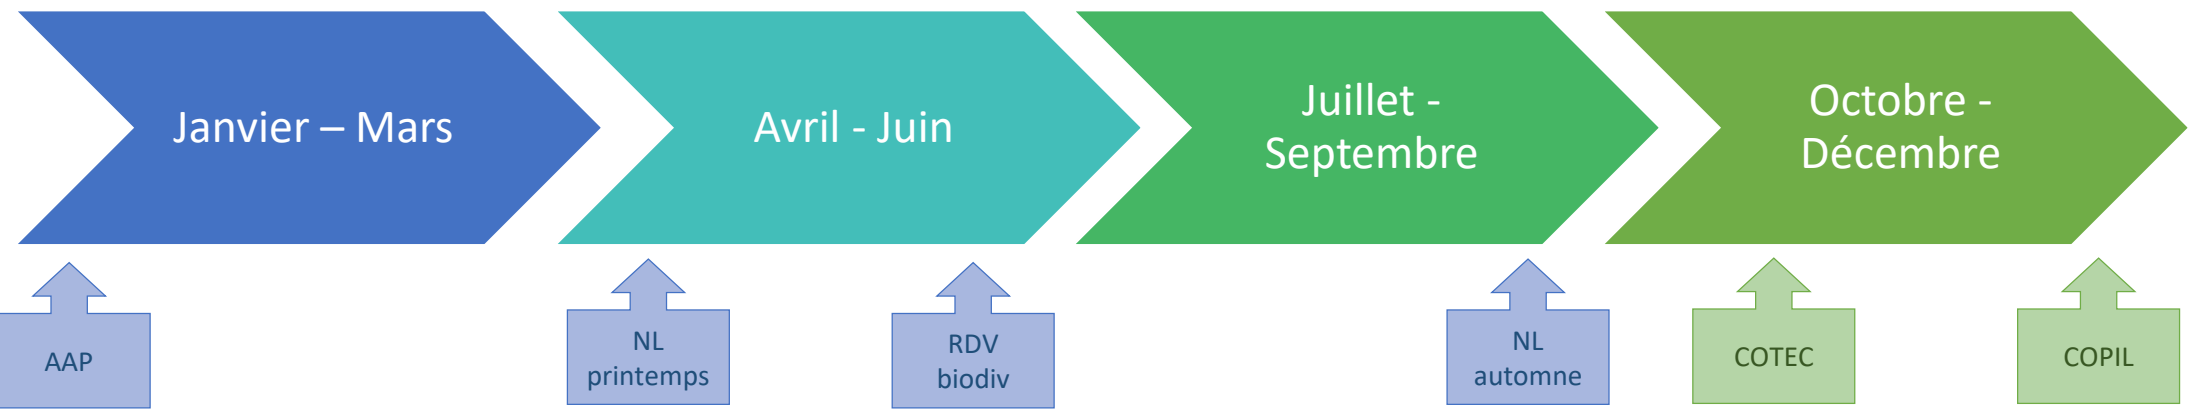 Janvier – Mars
Avril - Juin
Juillet -
Septembre
Octobre -
Décembre
AAP
NL
printemps
RDV
biodiv
NL
automne
COTEC
COPIL